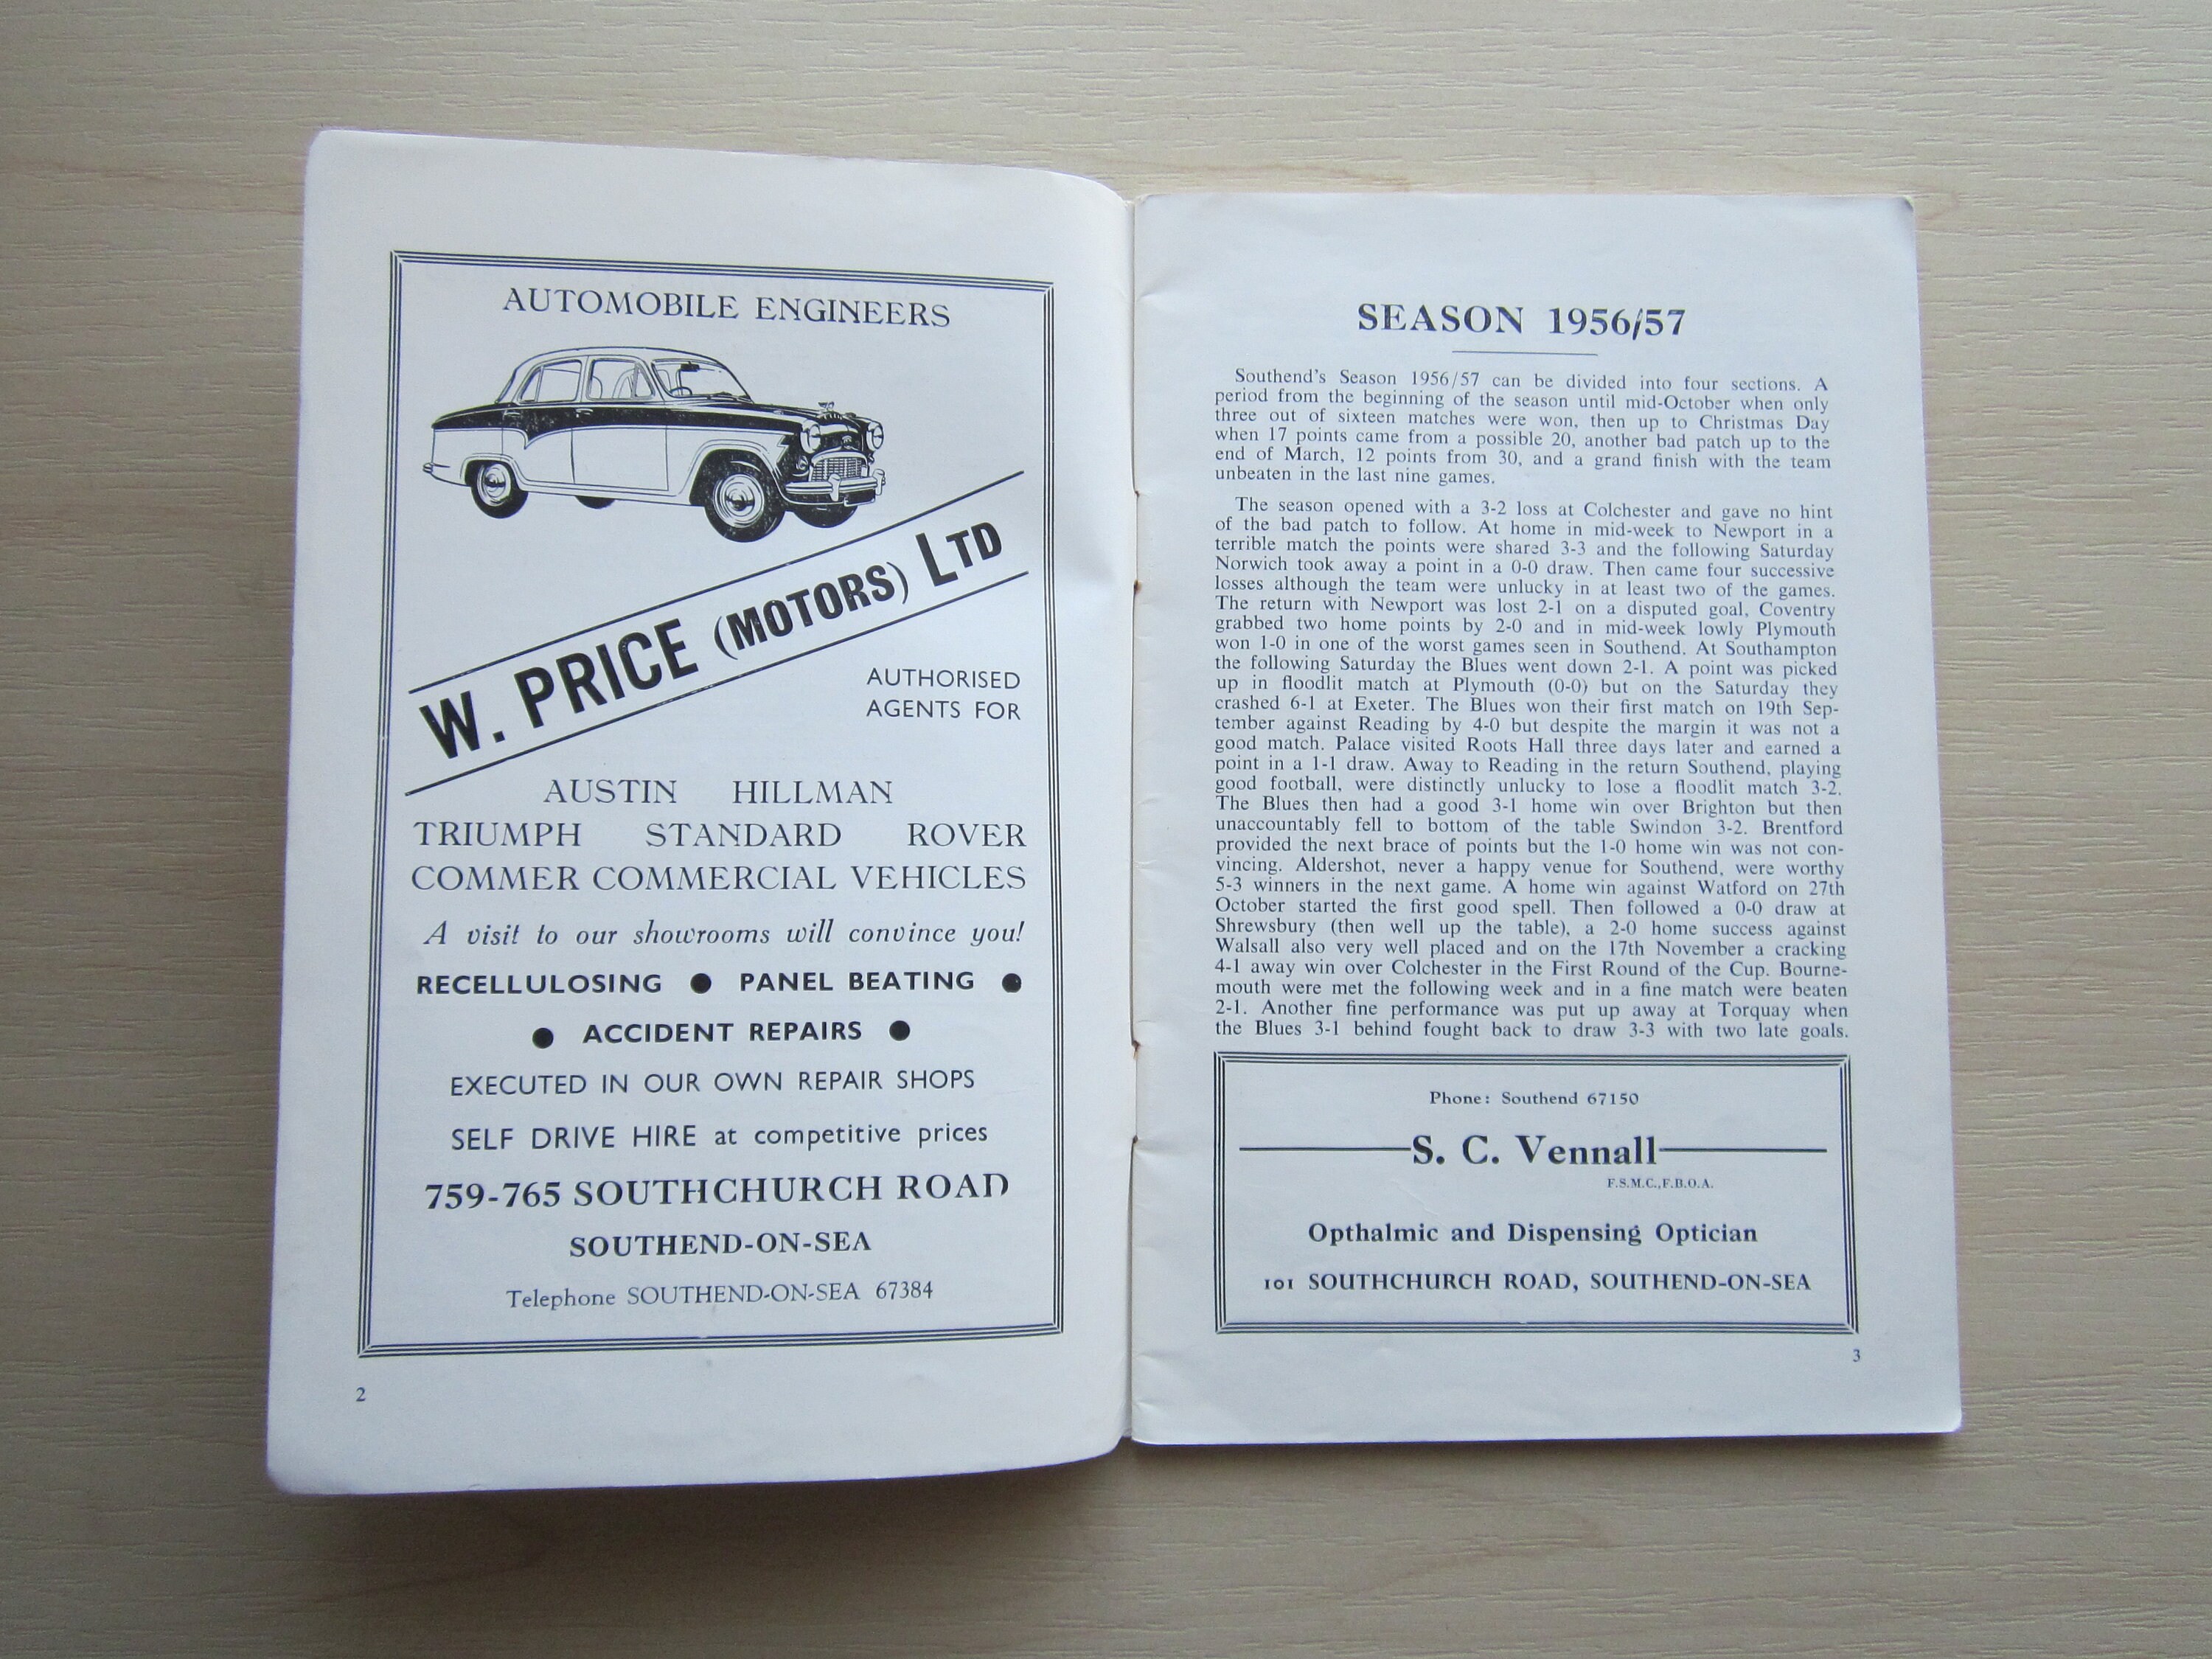 AUTOMOBILE ENGINEERS
W. PRICE (MOTORS) LTD
AUTHORISED
AGENTS FOR
AUSTIN HILLMAN
TRIUMPH STANDARD ROVER
COMMER COMMERCIAL VEHICLES
A visit to our showrooms will convince you!
RECELLULOSING ● PANEL BEATING ●
● ACCIDENT REPAIRS ●
EXECUTED IN OUR OWN REPAIR SHOPS
SELF DRIVE HIRE at competitive prices
759-765 SOUTHCHURCH ROAD
SOUTHEND-ON-SEA
Telephone SOUTHEND-ON-SEA 67384
2
SEASON 1956/57
Southend's Season 1956/57 can be divided into four sections. A
period from the beginning of the season until mid-October when only
three out of sixteen matches were won, then up to Christmas Day
when 17 points came from a possible 20, another bad patch up to the
end of March, 12 points from 30, and a grand finish with the team
unbeaten in the last nine games.
The season opened with a 3-2 loss at Colchester and gave no hint
of the bad patch to follow. At home in mid-week to Newport in a
terrible match the points were shared 3-3 and the following Saturday
Norwich took away a point in a 0-0 draw. Then came four successive
losses although the team were unlucky in at least two of the games.
The return with Newport was lost 2-1 on a disputed goal, Coventry
grabbed two home points by 2-0 and in mid-week lowly Plymouth
won 1-0 in one of the worst games seen in Southend. At Southampton
the following Saturday the Blues went down 2-1. A point was picked
up in floodlit match at Plymouth (0-0) but on the Saturday they
crashed 6-1 at Exeter. The Blues won their first match on 19th Sep-
tember against Reading by 4-0 but despite the margin it was not a
good match. Palace visited Roots Hall three days later and earned a
point in a 1-1 draw. Away to Reading in the return Southend, playing
good football, were distinctly unlucky to lose a floodlit match 3-2.
The Blues then had a good 3-1 home win over Brighton but then
unaccountably fell to bottom of the table Swindon 3-2. Brentford
provided the next brace of points but the 1-0 home win was not con-
vincing. Aldershot, never a happy venue for Southend, were worthy
5-3 winners in the next game. A home win against Watford on 27th
October started the first good spell. Then followed a 0-0 draw at
Shrewsbury (then well up the table), a 2-0 home success against
Walsall also very well placed and on the 17th November a cracking
4-1 away win over Colchester in the First Round of the Cup. Bourne-
mouth were met the following week and in a fine match were beaten
2-1. Another fine performance was put up away at Torquay when
the Blues 3-1 behind fought back to draw 3-3 with two late goals.
Phone: Southend 67150
S. C. Vennall
F.S.M.C., F.B.O.A.
Opthalmic and Dispensing Optician
101 SOUTHCHURCH ROAD, SOUTHEND-ON-SEA
3